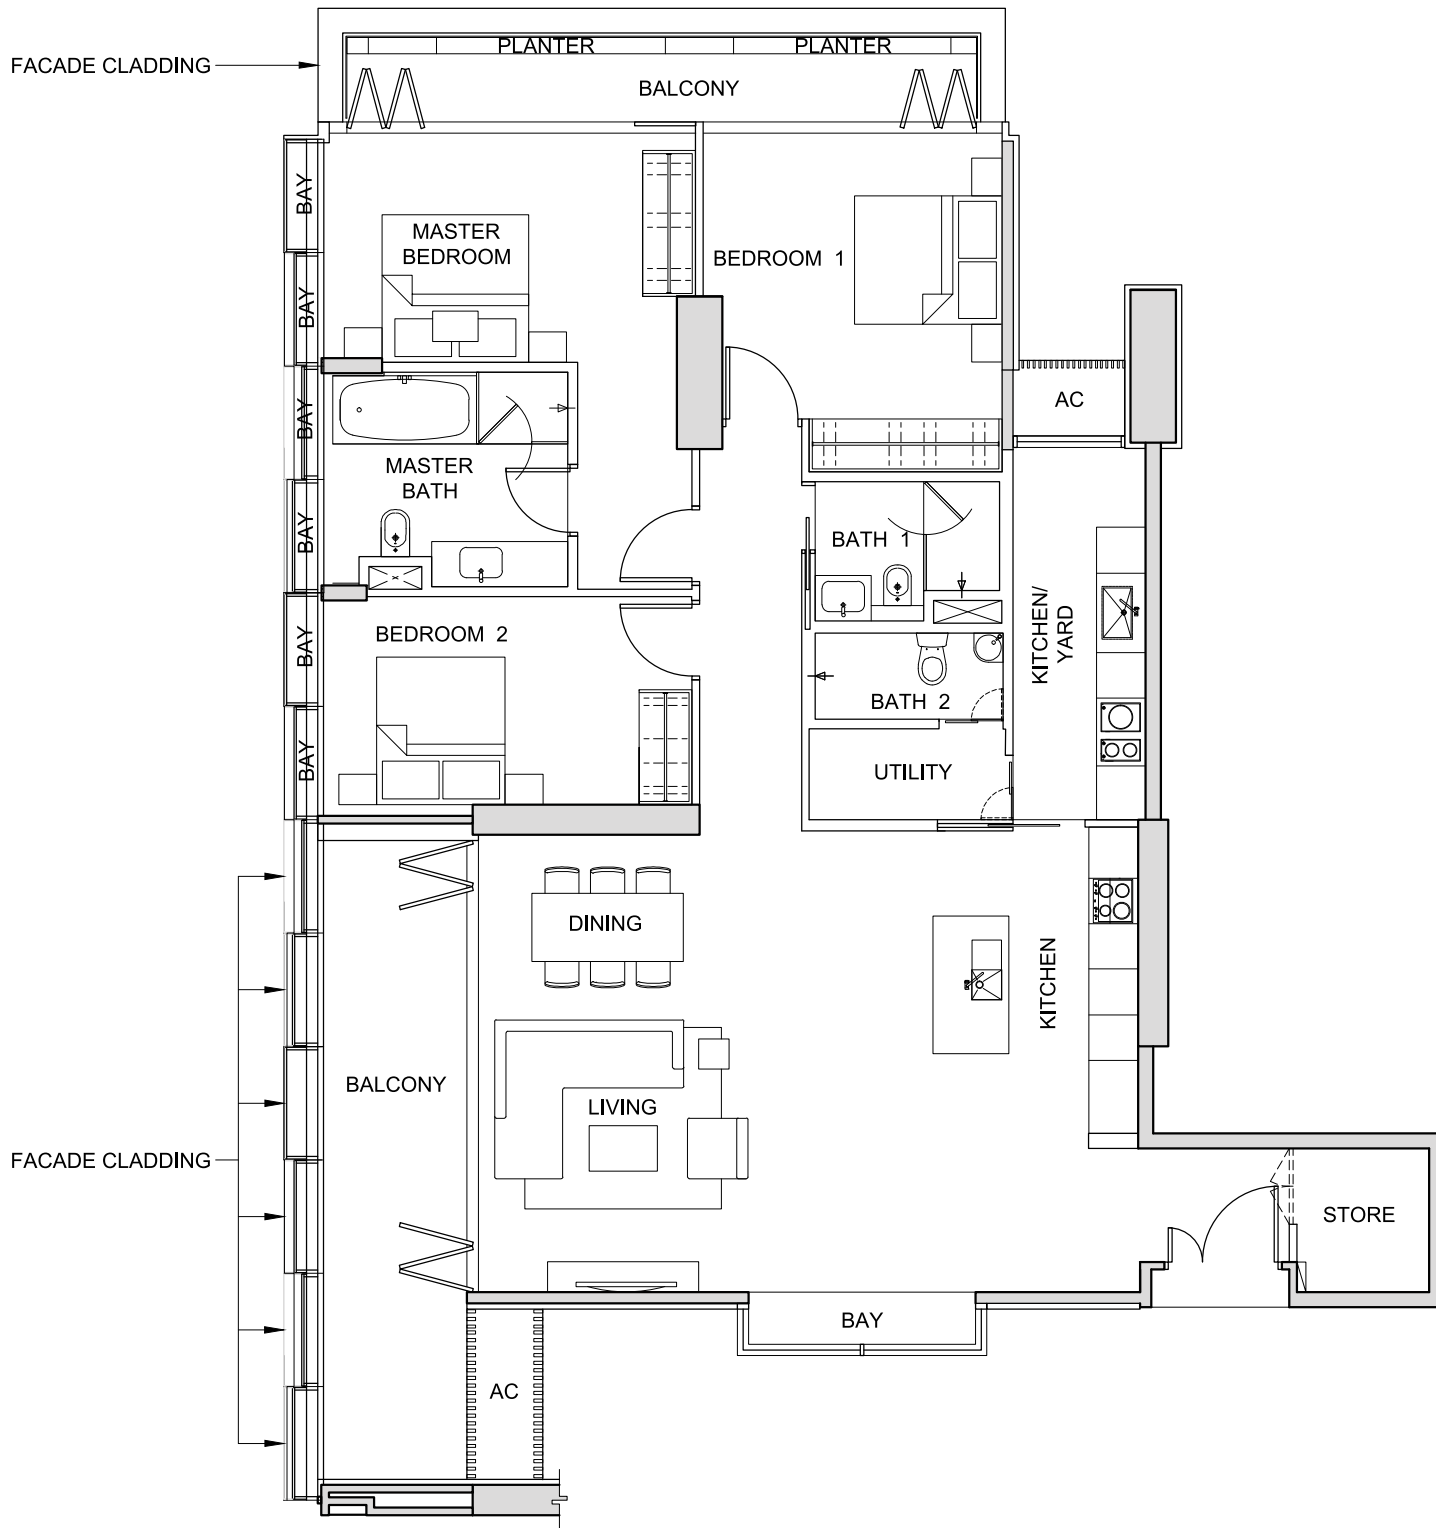 PLANTER
PLANTER
FACADE CLADDING
BALCONY
BAY
MASTER
BEDROOM
BEDROOM 1
BAY
AC
BAY
MASTER
BATH
BAY
BATH 1
BAY
BEDROOM 2
KITCHEN/
YARD
BATH 2
BAY
UTILITY
DINING
KITCHEN
BALCONY
LIVING
FACADE CLADDING
STORE
BAY
AC